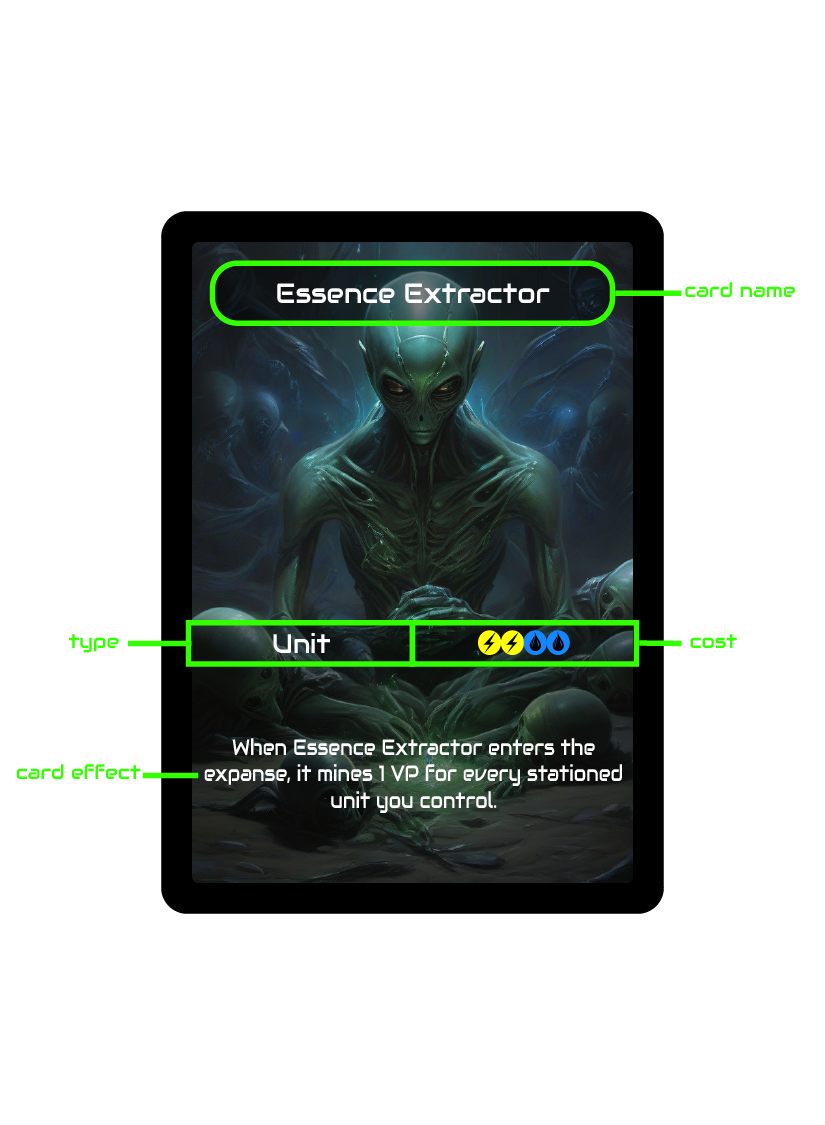 Essence Extractor
card name
type
Unit
cost
When Essence Extractor enters the
card effect
expanse, it mines 1 VP for every stationed
unit you control.